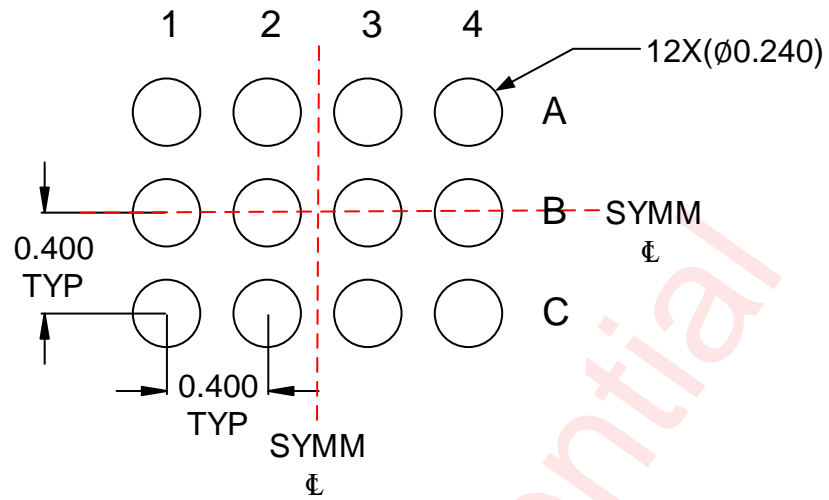 1 2 3 4
12X(Ø0.240)
A
B SYMM
℄
0.400
TYP
C
0.400
TYP
SYMM
℄